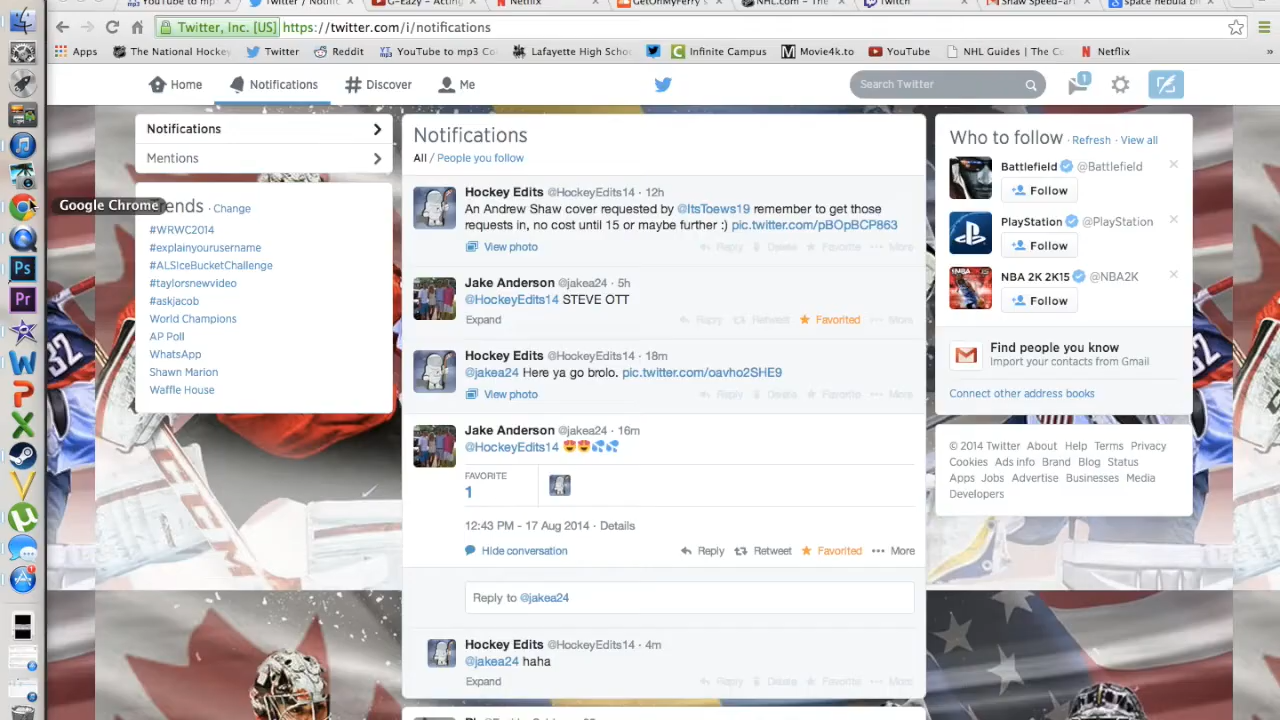 YouTube to mp3
Twitter / Notific
G-Eazy - Acting
Netflix
GetOnMyFerry
NHL.com - The
Twitch
Shaw Speed-art
space nebula
Twitter, Inc. [US] https://twitter.com/i/notifications
Apps The National Hockey Twitter Reddit YouTube to mp3 Co Lafayette High Scho Infinite Campus Movie4k.to YouTube NHL Guides | The Co Netflix »
Home Notifications Discover Me Search Twitter 1
Notifications
Mentions
Google Chrome
Trends · Change
#WRWC2014
#explainyourusername
#ALSIceBucketChallenge
#taylorsnewvideo
#askjacob
World Champions
AP Poll
WhatsApp
Shawn Marion
Waffle House
Notifications
All / People you follow
Hockey Edits @HockeyEdits14 · 12h
An Andrew Shaw cover requested by @ItsToews19 remember to get those
requests in, no cost until 15 or maybe further :) pic.twitter.com/pBOpBCP863
View photo Reply Delete Favorite More
Jake Anderson @jakea24 · 5h
@HockeyEdits14 STEVE OTT
Expand Reply Retweet Favorited More
Hockey Edits @HockeyEdits14 · 18m
@jakea24 Here ya go brolo. pic.twitter.com/oavho2SHE9
View photo Reply Delete Favorite More
Jake Anderson @jakea24 · 16m
@HockeyEdits14 😍😍💦💦
FAVORITE
1
12:43 PM - 17 Aug 2014 · Details
Hide conversation Reply Retweet Favorited More
Reply to @jakea24
Hockey Edits @HockeyEdits14 · 4m
@jakea24 haha
Expand Reply Delete Favorite More
Who to follow · Refresh · View all
Battlefield @Battlefield
Follow
PlayStation @PlayStation
Follow
NBA 2K 2K15 @NBA2K
Follow
Find people you know
Import your contacts from Gmail
Connect other address books
© 2014 Twitter About Help Terms Privacy
Cookies Ads info Brand Blog Status
Apps Jobs Advertise Businesses Media
Developers
Ps
Pr
32